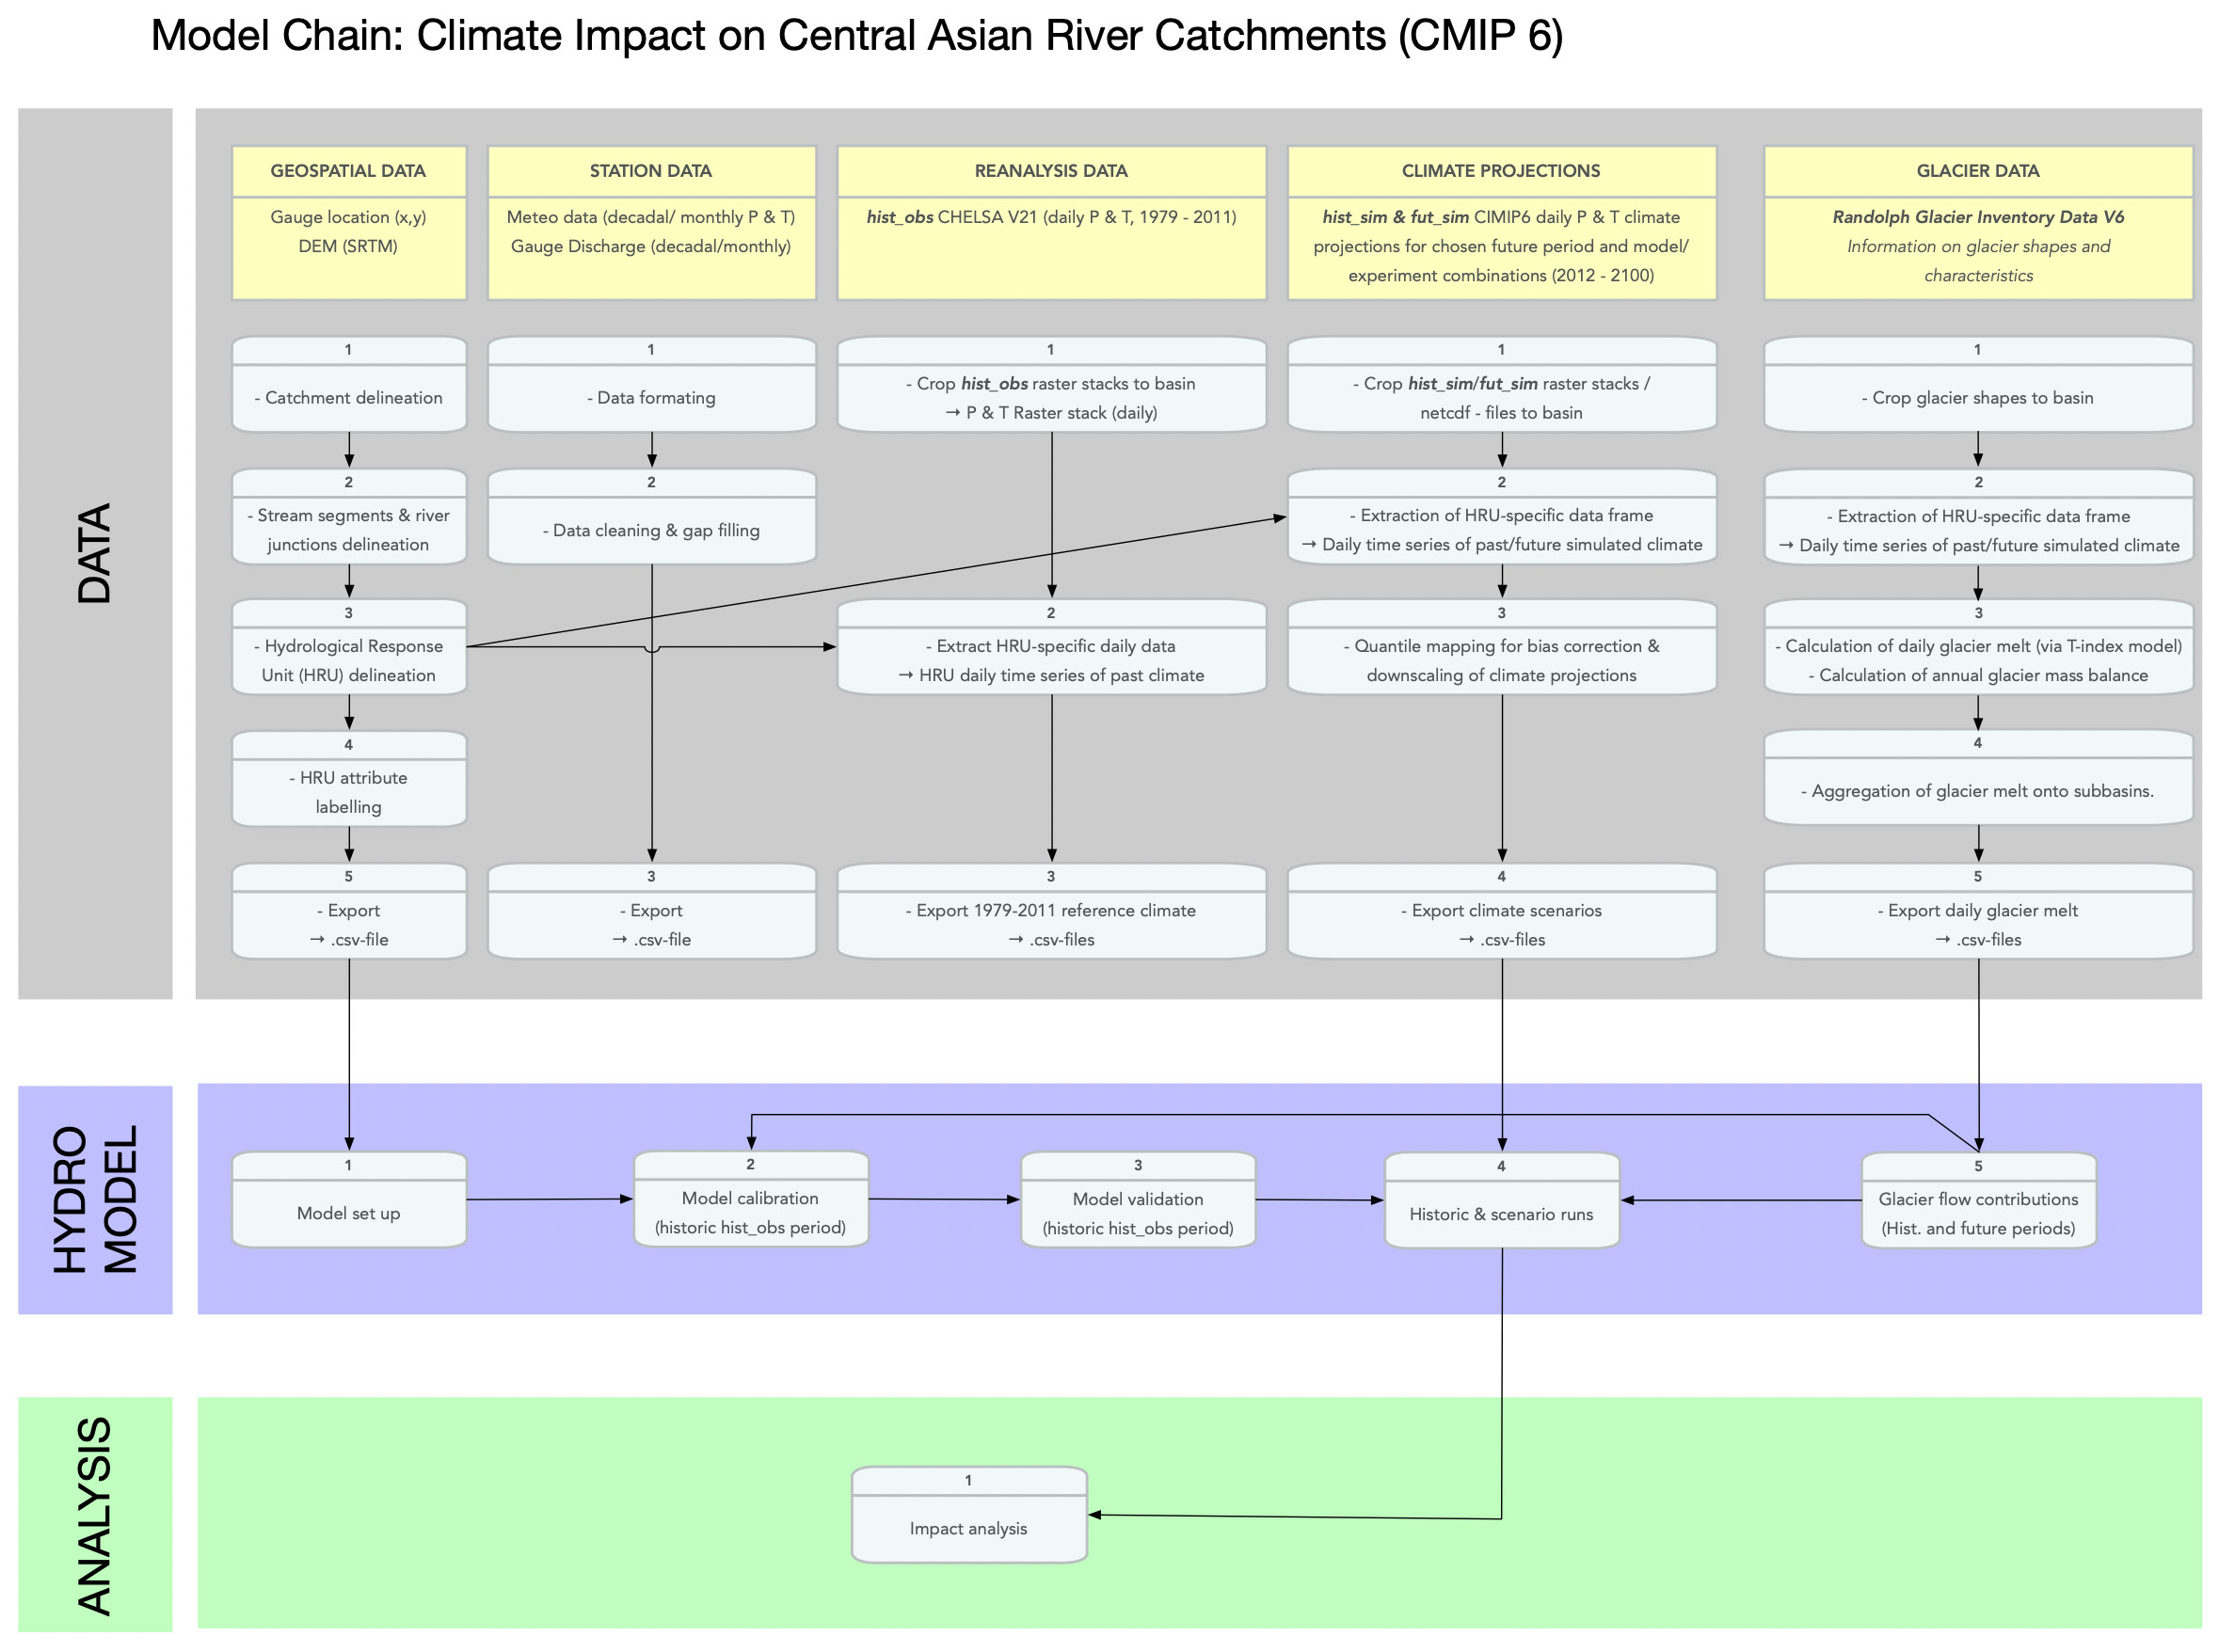 Model Chain: Climate Impact on Central Asian River Catchments (CMIP 6)
DATA
GEOSPATIAL DATA
Gauge location (x,y)
DEM (SRTM)
1
- Catchment delineation
2
- Stream segments & river
junctions delineation
3
- Hydrological Response
Unit (HRU) delineation
4
- HRU attribute
labelling
5
- Export
→ .csv-file
STATION DATA
Meteo data (decadal/ monthly P & T)
Gauge Discharge (decadal/monthly)
1
- Data formating
2
- Data cleaning & gap filling
3
- Export
→ .csv-file
REANALYSIS DATA
hist_obs CHELSA V21 (daily P & T, 1979 - 2011)
1
- Crop hist_obs raster stacks to basin
→ P & T Raster stack (daily)
2
- Extract HRU-specific daily data
→ HRU daily time series of past climate
3
- Export 1979-2011 reference climate
→ .csv-files
CLIMATE PROJECTIONS
hist_sim & fut_sim CIMIP6 daily P & T climate
projections for chosen future period and model/
experiment combinations (2012 - 2100)
1
- Crop hist_sim/fut_sim raster stacks /
netcdf - files to basin
2
- Extraction of HRU-specific data frame
→ Daily time series of past/future simulated climate
3
- Quantile mapping for bias correction &
downscaling of climate projections
4
- Export climate scenarios
→ .csv-files
GLACIER DATA
Randolph Glacier Inventory Data V6
Information on glacier shapes and
characteristics
1
- Crop glacier shapes to basin
2
- Extraction of HRU-specific data frame
→ Daily time series of past/future simulated climate
3
- Calculation of daily glacier melt (via T-index model)
- Calculation of annual glacier mass balance
4
- Aggregation of glacier melt onto subbasins.
5
- Export daily glacier melt
→ .csv-files
HYDRO
MODEL
1
Model set up
2
Model calibration
(historic hist_obs period)
3
Model validation
(historic hist_obs period)
4
Historic & scenario runs
5
Glacier flow contributions
(Hist. and future periods)
ANALYSIS
1
Impact analysis